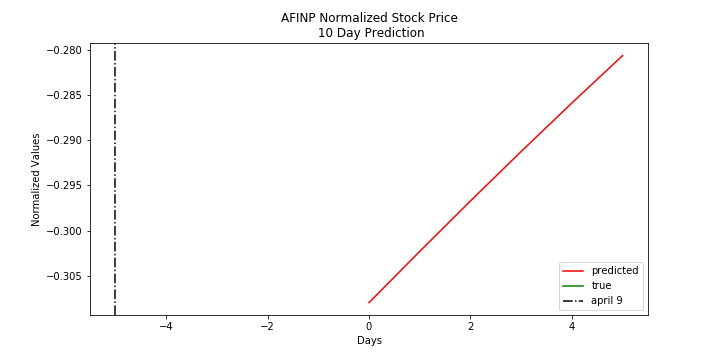 AFINP Normalized Stock Price
10 Day Prediction
Normalized Values
−0.280
−0.285
−0.290
−0.295
−0.300
−0.305
−4
−2
0
2
4
Days
predicted
true
april 9